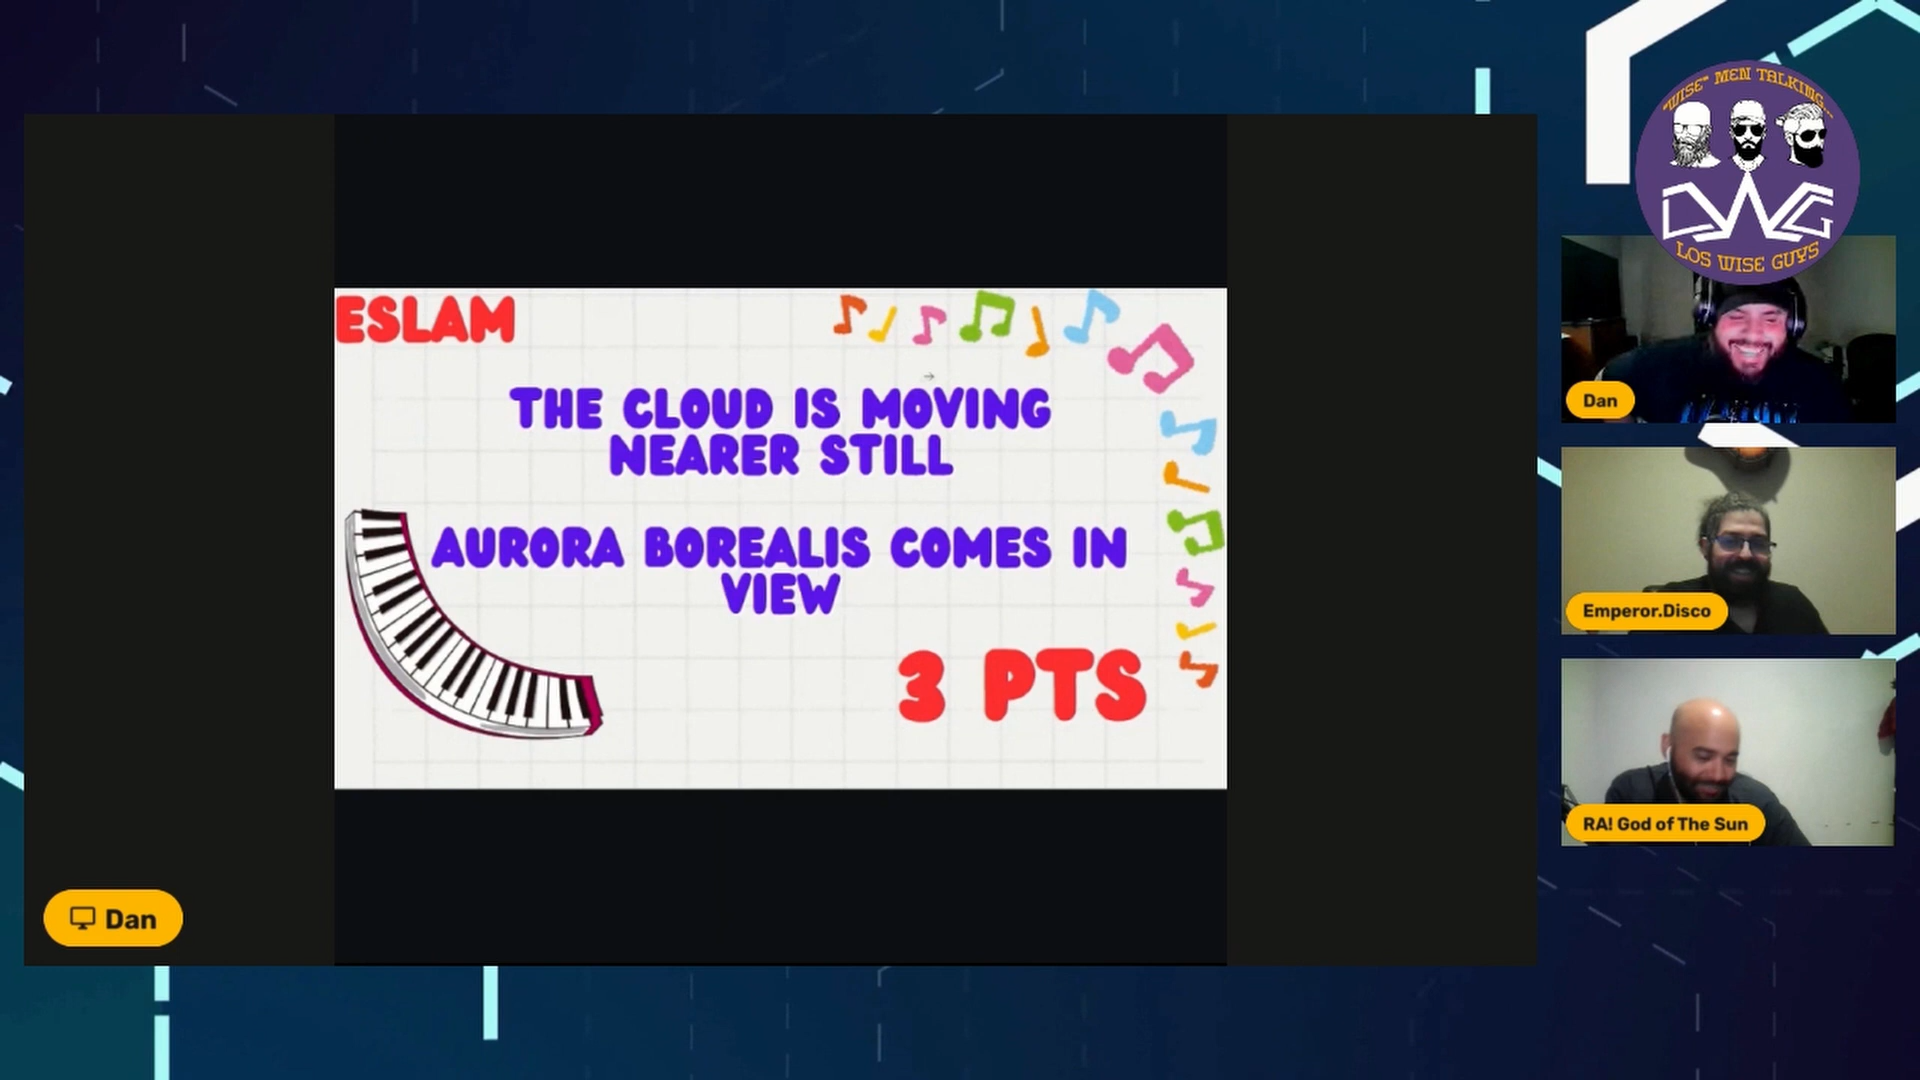 "WISE" MEN TALKING...
LWG
LOS WISE GUYS
ESLAM
THE CLOUD IS MOVING
NEARER STILL
AURORA BOREALIS COMES IN
VIEW
3 PTS
Dan
Emperor.Disco
RA! God of The Sun
Dan